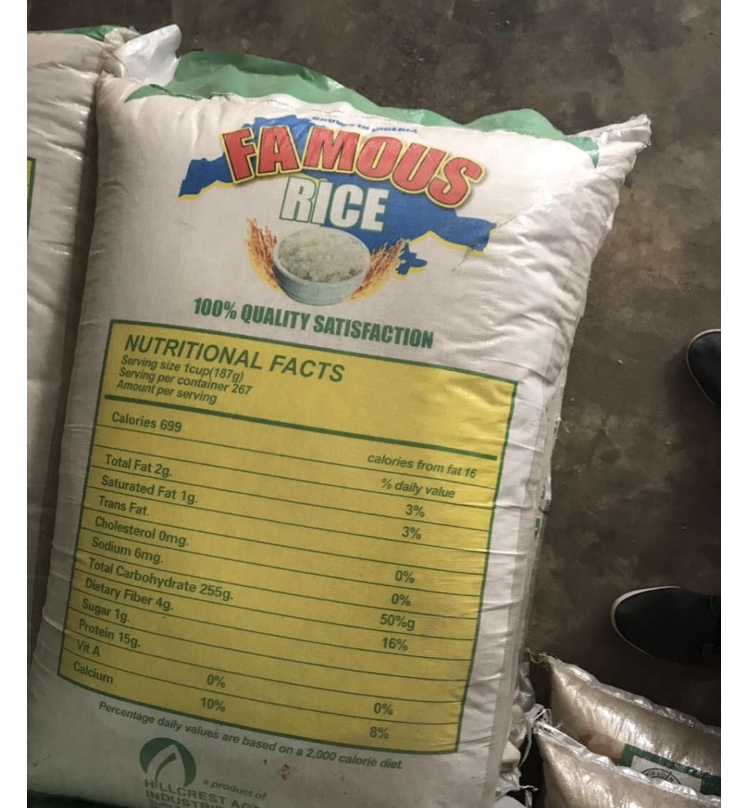 GROWN IN NIGERIA
FAMOUS
RICE
100% QUALITY SATISFACTION
NUTRITIONAL FACTS
Serving size 1cup(187g)
Serving per container 267
Amount per serving
Calories 699 calories from fat 16
% daily value
Total Fat 2g. 3%
Saturated Fat 1g. 3%
Trans Fat.
Cholesterol 0mg. 0%
Sodium 6mg. 0%
Total Carbohydrate 255g. 50%g
Dietary Fiber 4g. 16%
Sugar 1g.
Protein 15g.
Vit A 0% 0%
Calcium 10% 8%
Percentage daily values are based on a 2,000 calorie diet.
a product of
HILLCREST